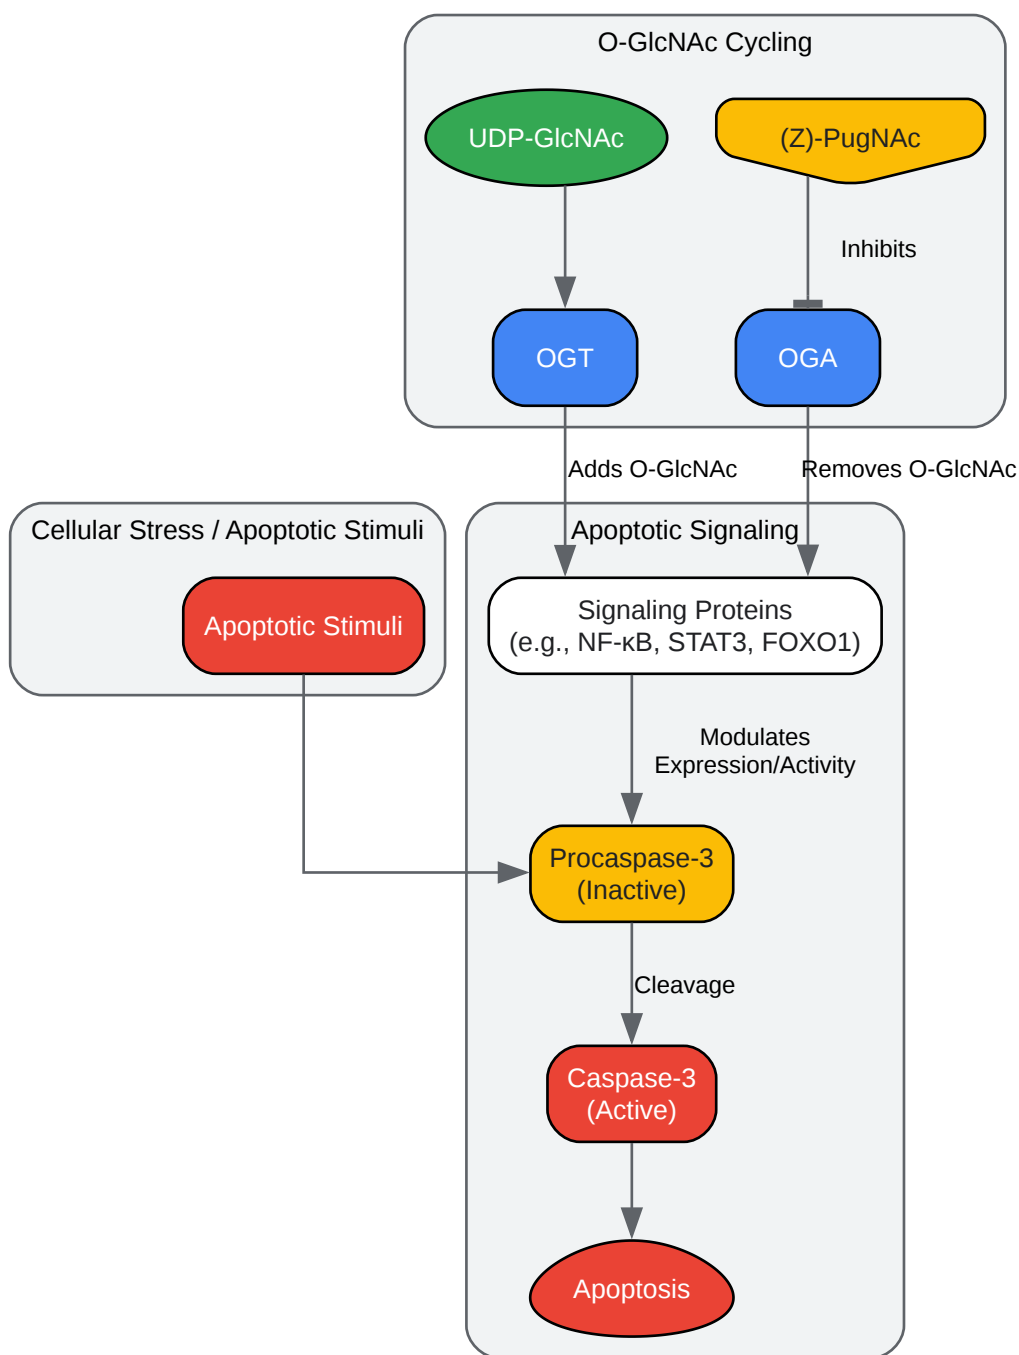 O-GlcNAc Cycling
UDP-GlcNAc
(Z)-PugNAc
Inhibits
OGT
OGA
Adds O-GlcNAc
Removes O-GlcNAc
Cellular Stress / Apoptotic Stimuli
Apoptotic Signaling
Apoptotic Stimuli
Signaling Proteins
(e.g., NF-κB, STAT3, FOXO1)
Modulates
Expression/Activity
Procaspase-3
(Inactive)
Cleavage
Caspase-3
(Active)
Apoptosis